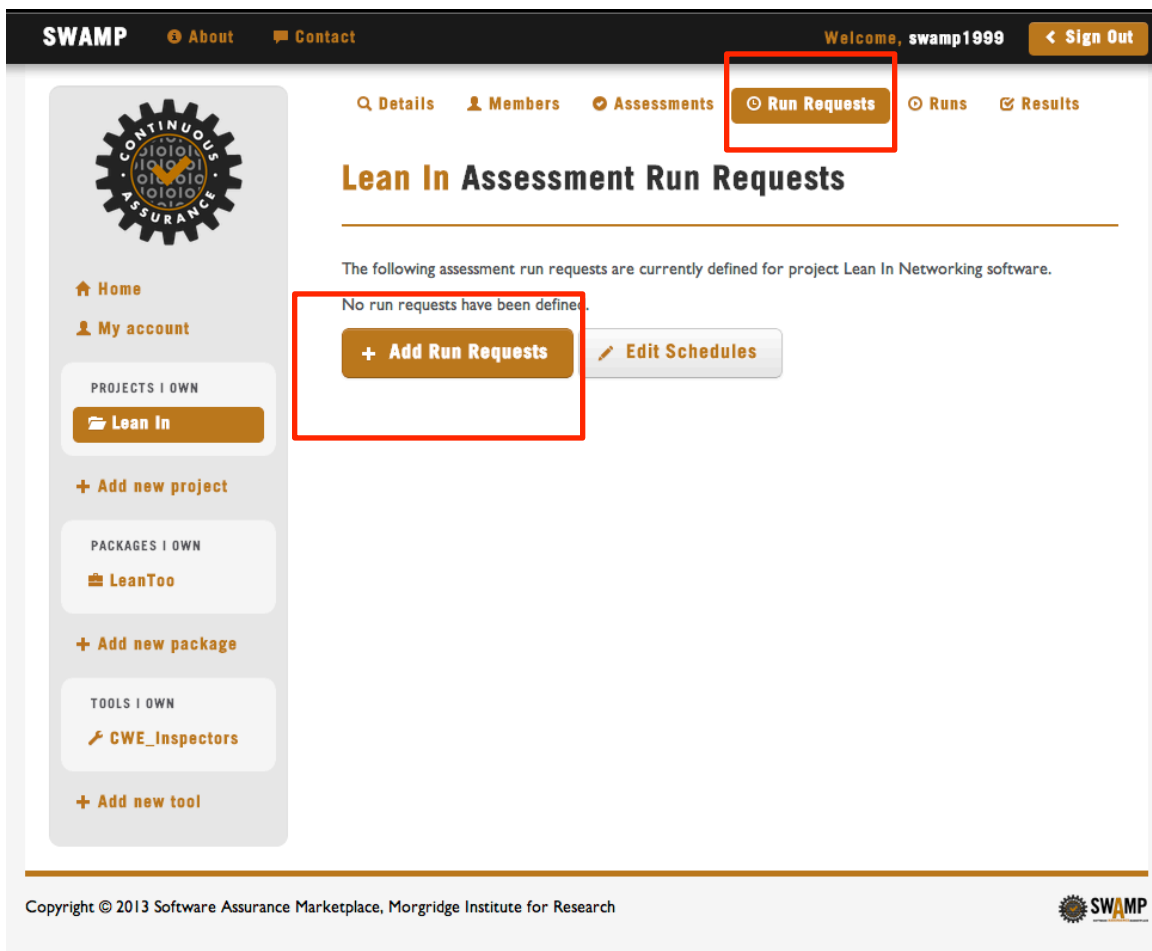 SWAMP About Contact Welcome, swamp1999 Sign Out
Details Members Assessments Run Requests Runs Results
CONTINUOUS
ASSURANCE
Lean In Assessment Run Requests
The following assessment run requests are currently defined for project Lean In Networking software.
No run requests have been defined.
+ Add Run Requests Edit Schedules
Home
My account
PROJECTS I OWN
Lean In
+ Add new project
PACKAGES I OWN
LeanToo
+ Add new package
TOOLS I OWN
CWE_Inspectors
+ Add new tool
Copyright © 2013 Software Assurance Marketplace, Morgridge Institute for Research
SWAMP